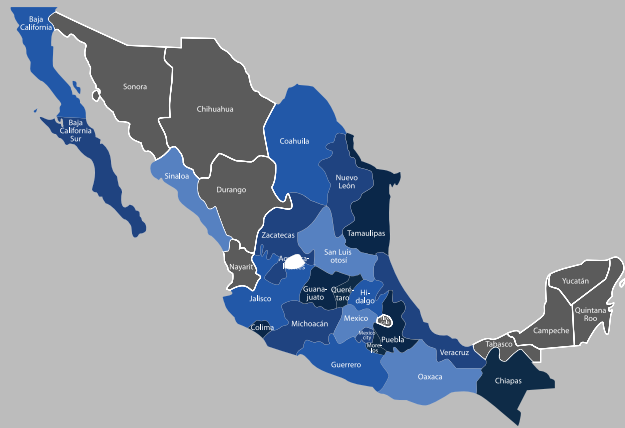 Baja
California
Sonora
Chihuahua
Coahuila
Baja
California
Sur
Sinaloa
Durango
Nuevo
León
Tamaulipas
Zacatecas
San Luis
otosí
Nayarit
Jalisco
Guana-
juato
Queré-
taro
Hi-
dalgo
Colima
Michoacán
Mexico
Mexico
city
More-
los
Puebla
Veracruz
Guerrero
Oaxaca
Tabasco
Chiapas
Campeche
Yucatán
Quintana
Roo